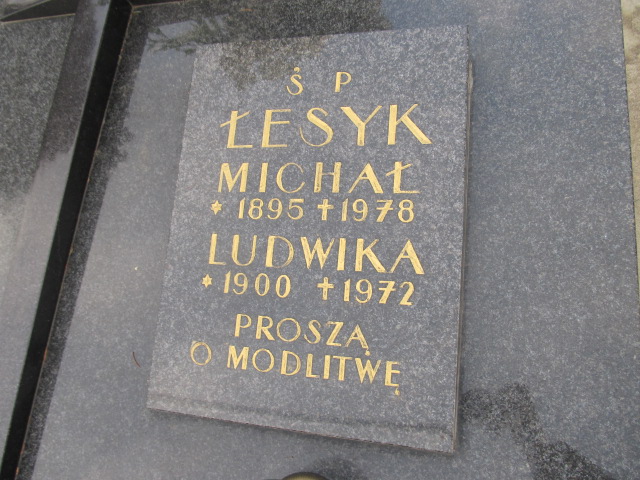 Ś P
ŁESYK
MICHAŁ
* 1895 † 1978
LUDWIKA
* 1900 † 1972
PROSZĄ
O MODLITWĘ